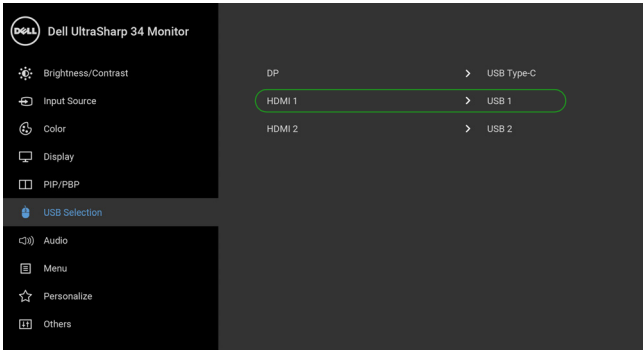 DELL Dell UltraSharp 34 Monitor
Brightness/Contrast
Input Source
Color
Display
PIP/PBP
USB Selection
Audio
Menu
Personalize
Others
DP > USB Type-C
HDMI 1 > USB 1
HDMI 2 > USB 2